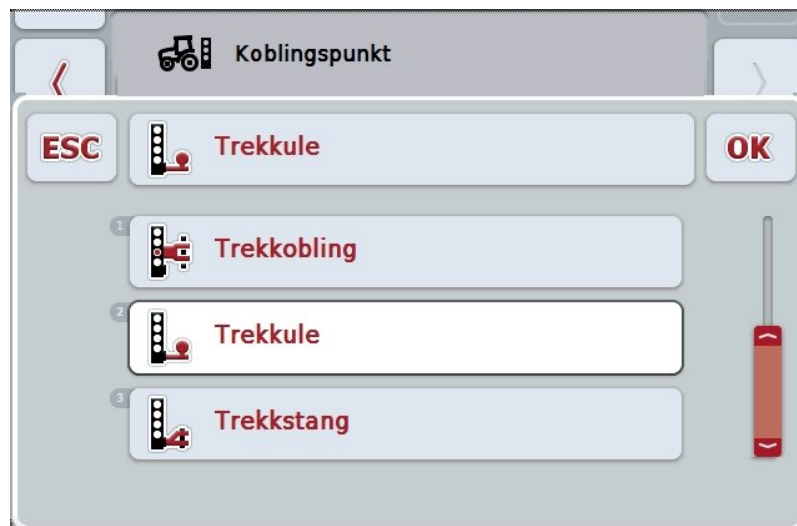 Koblingspunkt
ESC
Trekkule
OK
1
Trekkobling
2
Trekkule
3
Trekkstang